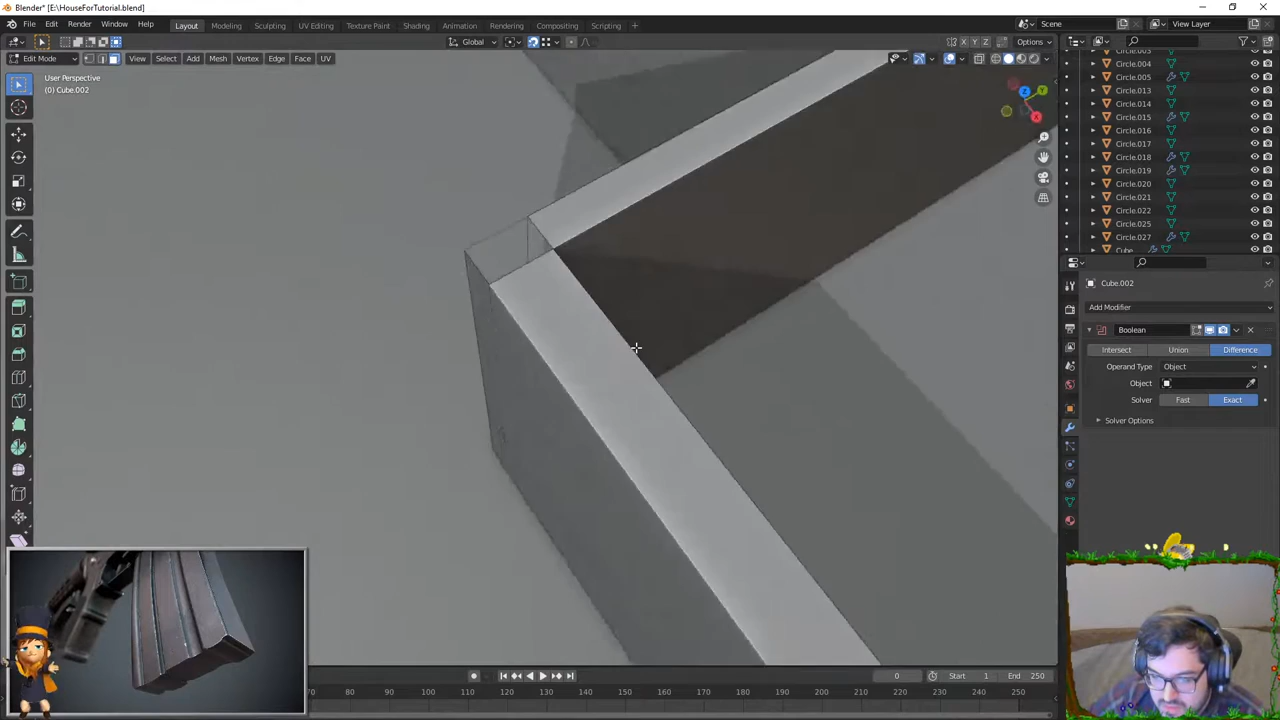 Blender* [E:\HouseForTutorial.blend]
File Edit Render Window Help Layout Modeling Sculpting UV Editing Texture Paint Shading Animation Rendering Compositing Scripting Scene View Layer
Global X Y Z Options
Edit Mode View Select Add Mesh Vertex Edge Face UV
User Perspective
(0) Cube.002
Z Y X
Circle.003
Circle.004
Circle.005
Circle.013
Circle.014
Circle.015
Circle.016
Circle.017
Circle.018
Circle.019
Circle.020
Circle.021
Circle.022
Circle.025
Circle.027
Cube
Cube.002
Add Modifier
Boolean
Intersect Union Difference
Operand Type Object
Object
Solver Fast Exact
Solver Options
0 Start 1 End 250
70 80 90 100 110 120 130 140 150 160 170 180 190 200 210 220 230 240 250